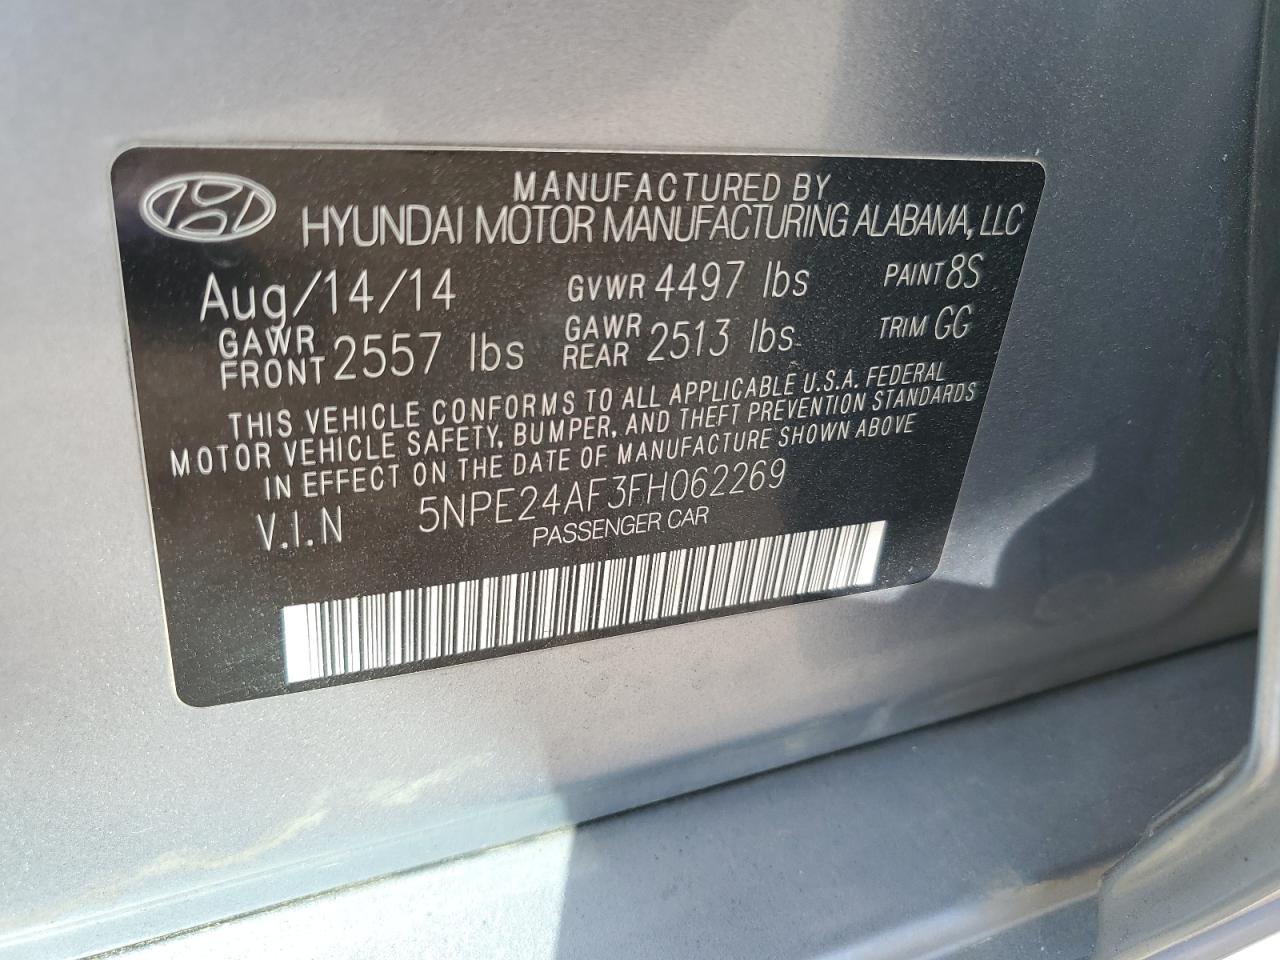 MANUFACTURED BY
HYUNDAI MOTOR MANUFACTURING ALABAMA, LLC
Aug/14/14 GVWR 4497 lbs PAINT 8S
GAWR FRONT 2557 lbs GAWR REAR 2513 lbs TRIM GG
THIS VEHICLE CONFORMS TO ALL APPLICABLE U.S.A. FEDERAL
MOTOR VEHICLE SAFETY, BUMPER, AND THEFT PREVENTION STANDARDS
IN EFFECT ON THE DATE OF MANUFACTURE SHOWN ABOVE
V.I.N 5NPE24AF3FH062269
PASSENGER CAR